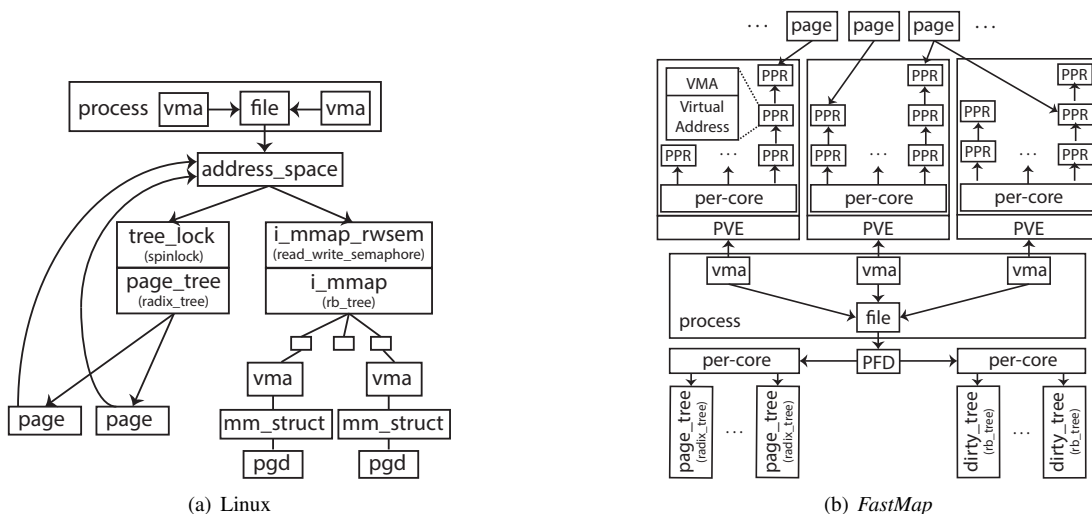 process
vma
file
vma
address_space
tree_lock
(spinlock)
page_tree
(radix_tree)
i_mmap_rwsem
(read_write_semaphore)
i_mmap
(rb_tree)
vma
vma
page
page
mm_struct
mm_struct
pgd
pgd
(a) Linux
... page page page ...
VMA
Virtual
Address
PPR
PPR
PPR
PPR
...
per-core
PVE
PPR
PPR
PPR
PPR
PPR
PPR
...
per-core
PVE
PPR
PPR
PPR
PPR
PPR
...
per-core
PVE
vma
vma
vma
file
process
per-core
PFD
per-core
page_tree
(radix_tree)
...
page_tree
(radix_tree)
dirty_tree
(rb_tree)
...
dirty_tree
(rb_tree)
(b) FastMap